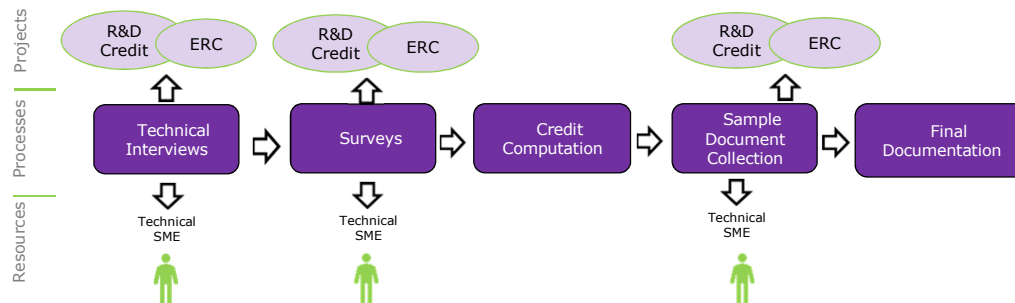 Projects
R&D
Credit
ERC
R&D
Credit
ERC
R&D
Credit
ERC
Processes
Technical
Interviews
Surveys
Credit
Computation
Sample
Document
Collection
Final
Documentation
Resources
Technical
SME
Technical
SME
Technical
SME